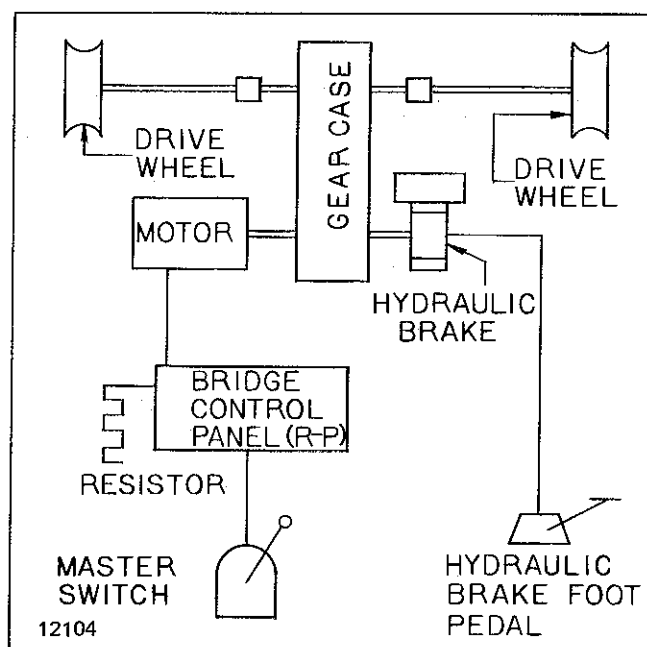 DRIVE
WHEEL
GEAR CASE
DRIVE
WHEEL
MOTOR
HYDRAULIC
BRAKE
BRIDGE
CONTROL
PANEL (R-P)
RESISTOR
MASTER
SWITCH
HYDRAULIC
BRAKE FOOT
PEDAL
12104